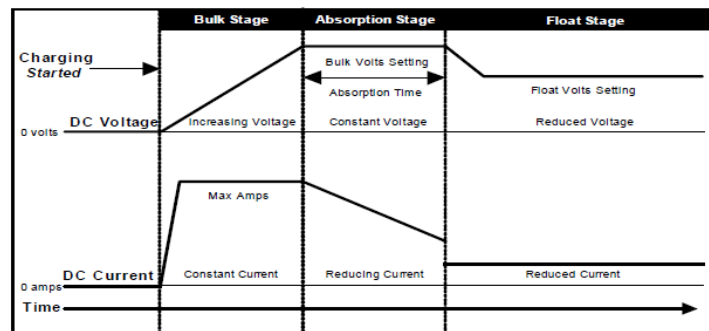 Bulk Stage Absorption Stage Float Stage
Charging
Started
Bulk Volts Setting
Absorption Time
Float Volts Setting
DC Voltage
0 volts
Increasing Voltage Constant Voltage Reduced Voltage
Max Amps
DC Current
0 amps
Constant Current Reducing Current Reduced Current
Time